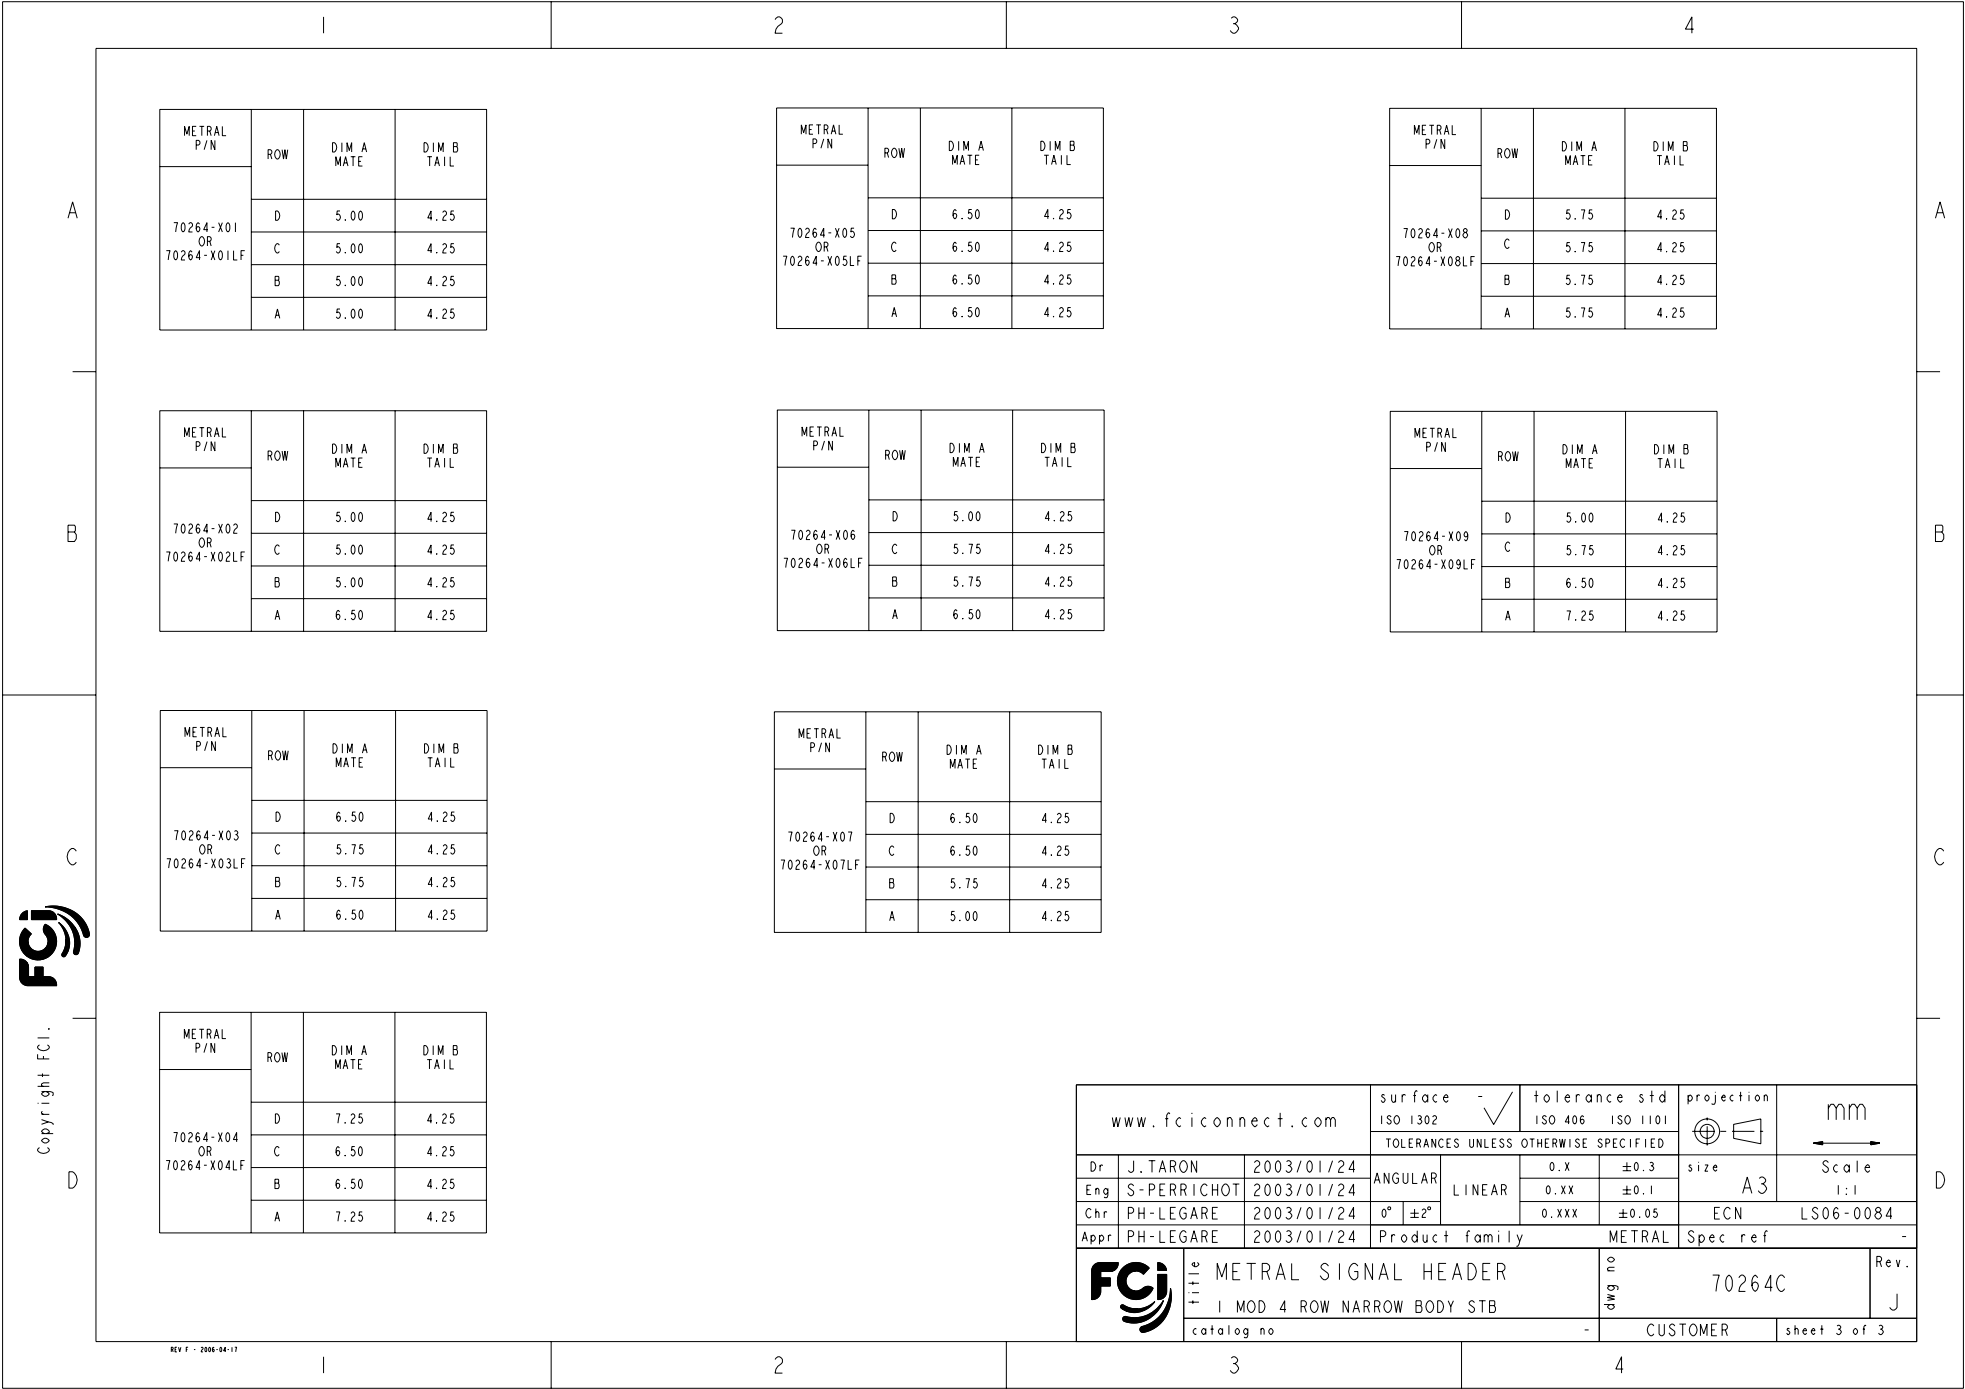 1 2 3 4
METRAL P/N ROW DIM A MATE DIM B TAIL
70264-X01 OR 70264-X01LF
D 5.00 4.25
C 5.00 4.25
B 5.00 4.25
A 5.00 4.25
METRAL P/N ROW DIM A MATE DIM B TAIL
70264-X05 OR 70264-X05LF
D 6.50 4.25
C 6.50 4.25
B 6.50 4.25
A 6.50 4.25
METRAL P/N ROW DIM A MATE DIM B TAIL
70264-X08 OR 70264-X08LF
D 5.75 4.25
C 5.75 4.25
B 5.75 4.25
A 5.75 4.25
A A
METRAL P/N ROW DIM A MATE DIM B TAIL
70264-X02 OR 70264-X02LF
D 5.00 4.25
C 5.00 4.25
B 5.00 4.25
A 6.50 4.25
METRAL P/N ROW DIM A MATE DIM B TAIL
70264-X06 OR 70264-X06LF
D 5.00 4.25
C 5.75 4.25
B 5.75 4.25
A 6.50 4.25
METRAL P/N ROW DIM A MATE DIM B TAIL
70264-X09 OR 70264-X09LF
D 5.00 4.25
C 5.75 4.25
B 6.50 4.25
A 7.25 4.25
B B
METRAL P/N ROW DIM A MATE DIM B TAIL
70264-X03 OR 70264-X03LF
D 6.50 4.25
C 5.75 4.25
B 5.75 4.25
A 6.50 4.25
METRAL P/N ROW DIM A MATE DIM B TAIL
70264-X07 OR 70264-X07LF
D 6.50 4.25
C 6.50 4.25
B 5.75 4.25
A 5.00 4.25
C C
FCI
Copyright FCI.
METRAL P/N ROW DIM A MATE DIM B TAIL
70264-X04 OR 70264-X04LF
D 7.25 4.25
C 6.50 4.25
B 6.50 4.25
A 7.25 4.25
D D
www.fciconnect.com
surface - ISO 1302
tolerance std ISO 406 ISO 1101
projection
mm
TOLERANCES UNLESS OTHERWISE SPECIFIED
Dr J.TARON 2003/01/24
Eng S-PERRICHOT 2003/01/24
Chr PH-LEGARE 2003/01/24
Appr PH-LEGARE 2003/01/24
ANGULAR 0° ±2°
LINEAR
0.X ±0.3
0.XX ±0.1
0.XXX ±0.05
size A3
Scale 1:1
ECN LS06-0084
Product family METRAL
Spec ref -
FCI
title METRAL SIGNAL HEADER
1 MOD 4 ROW NARROW BODY STB
dwg no 70264C
Rev. J
catalog no -
CUSTOMER
sheet 3 of 3
REV F - 2006-04-17
1 2 3 4